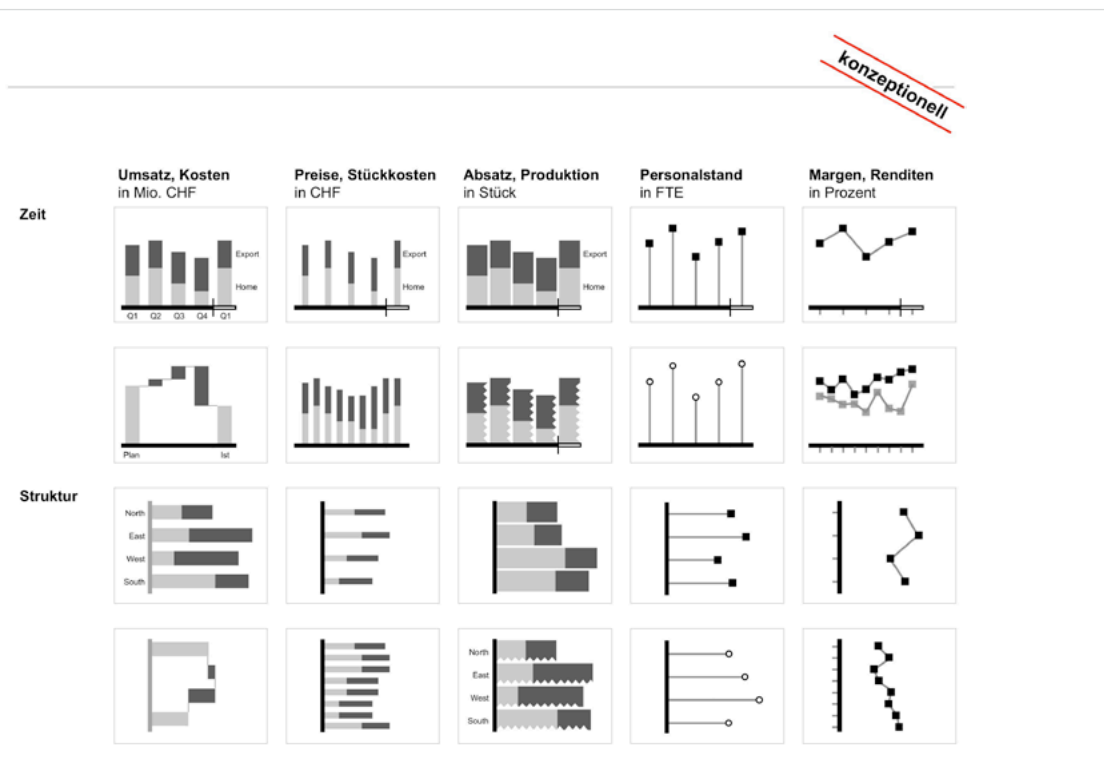 konzeptionell
Umsatz, Kosten
in Mio. CHF
Preise, Stückkosten
in CHF
Absatz, Produktion
in Stück
Personalstand
in FTE
Margen, Renditen
in Prozent
Zeit
Export
Home
Q1 Q2 Q3 Q4 Q1
Export
Home
Export
Home
Plan Ist
Struktur
North
East
West
South
North
East
West
South